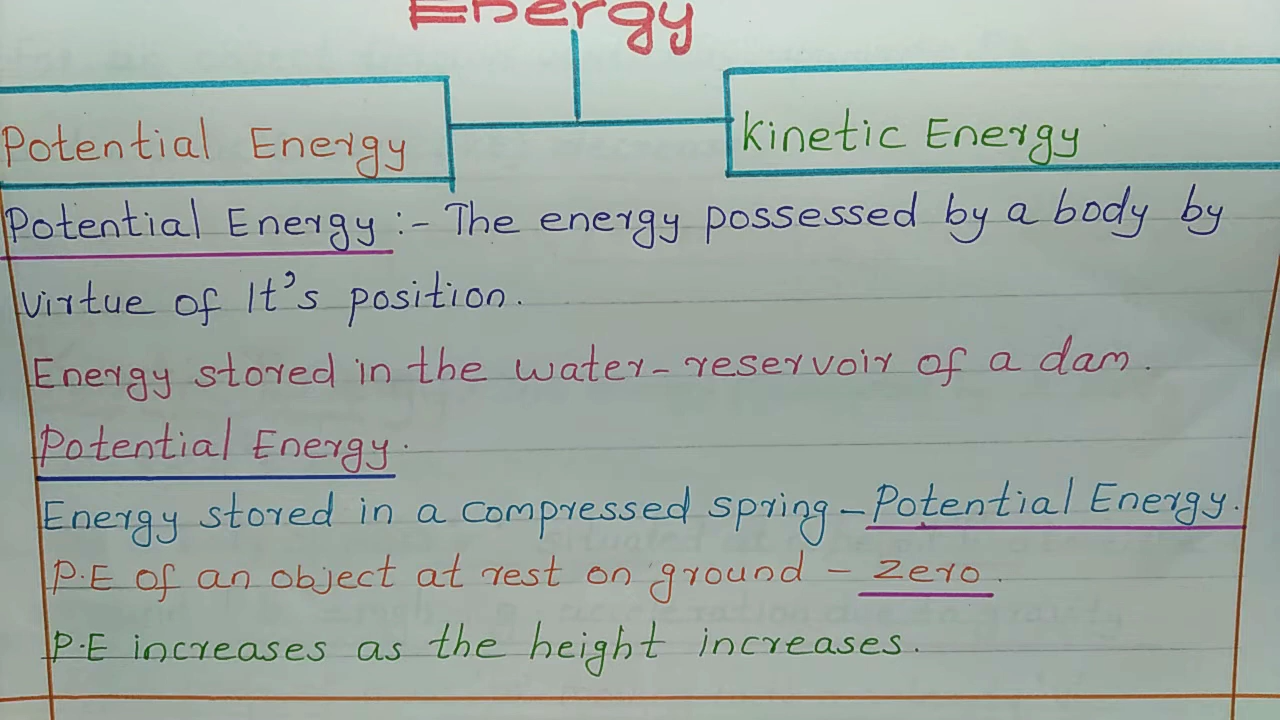 Energy
Potential Energy
Kinetic Energy
Potential Energy :- The energy possessed by a body by
virtue of It's position.
Energy stored in the water-reservoir of a dam.
Potential Energy.
Energy stored in a compressed spring - Potential Energy.
P.E of an object at rest on ground - zero.
P.E increases as the height increases.